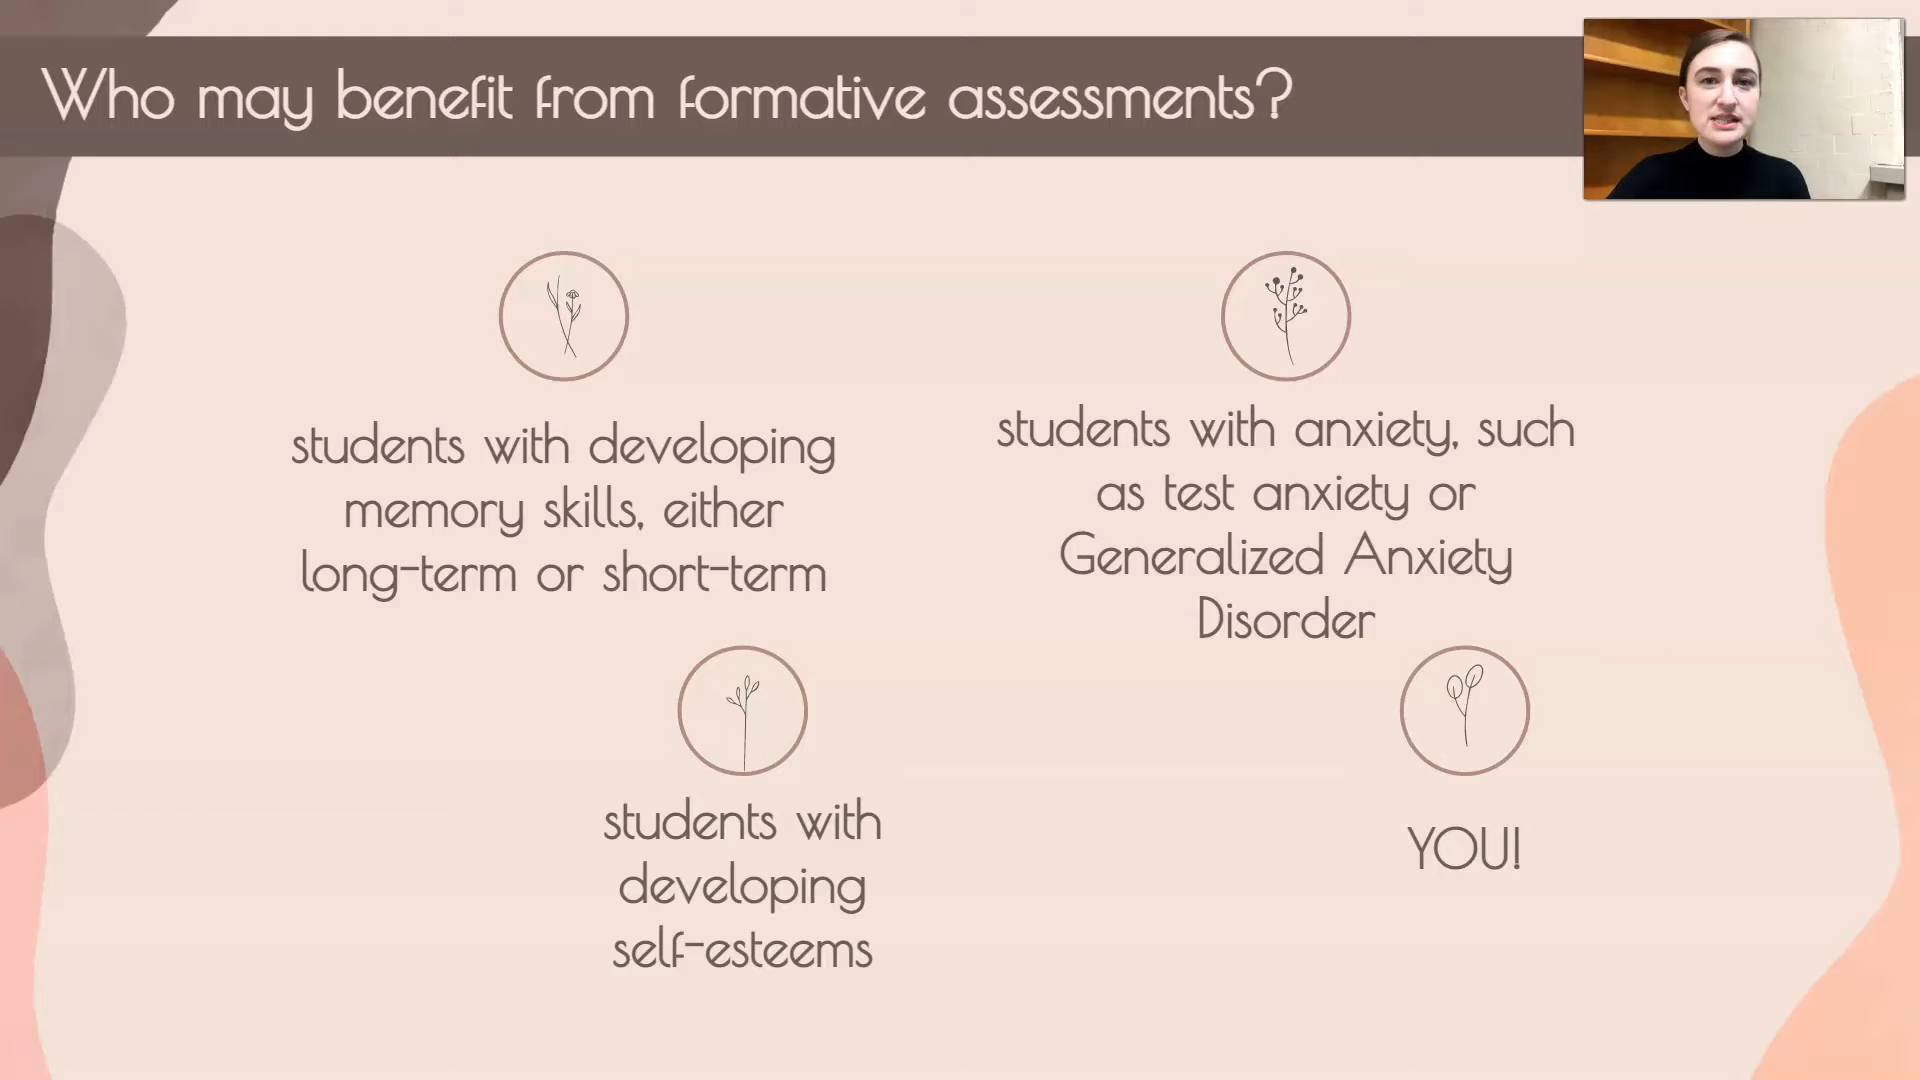 Who may benefit from formative assessments?
students with developing
memory skills, either
long-term or short-term
students with anxiety, such
as test anxiety or
Generalized Anxiety
Disorder
students with
developing
self-esteems
YOU!